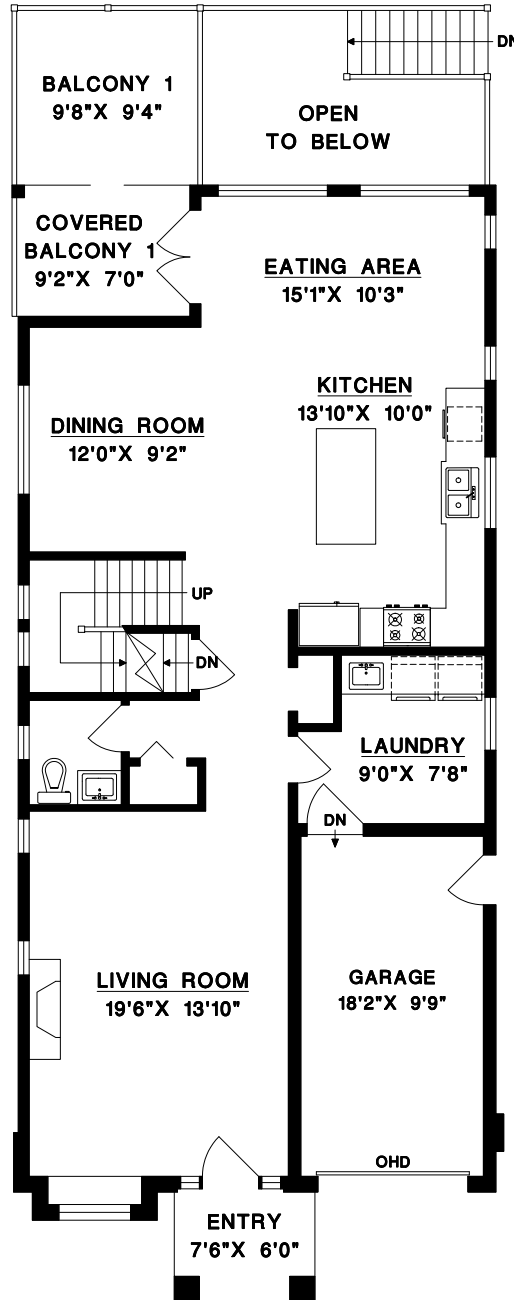 DN
BALCONY 1
9'8"X 9'4"
OPEN
TO BELOW
COVERED
BALCONY 1
9'2"X 7'0"
EATING AREA
15'1"X 10'3"
KITCHEN
13'10"X 10'0"
DINING ROOM
12'0"X 9'2"
UP
DN
LAUNDRY
9'0"X 7'8"
DN
LIVING ROOM
19'6"X 13'10"
GARAGE
18'2"X 9'9"
OHD
ENTRY
7'6"X 6'0"